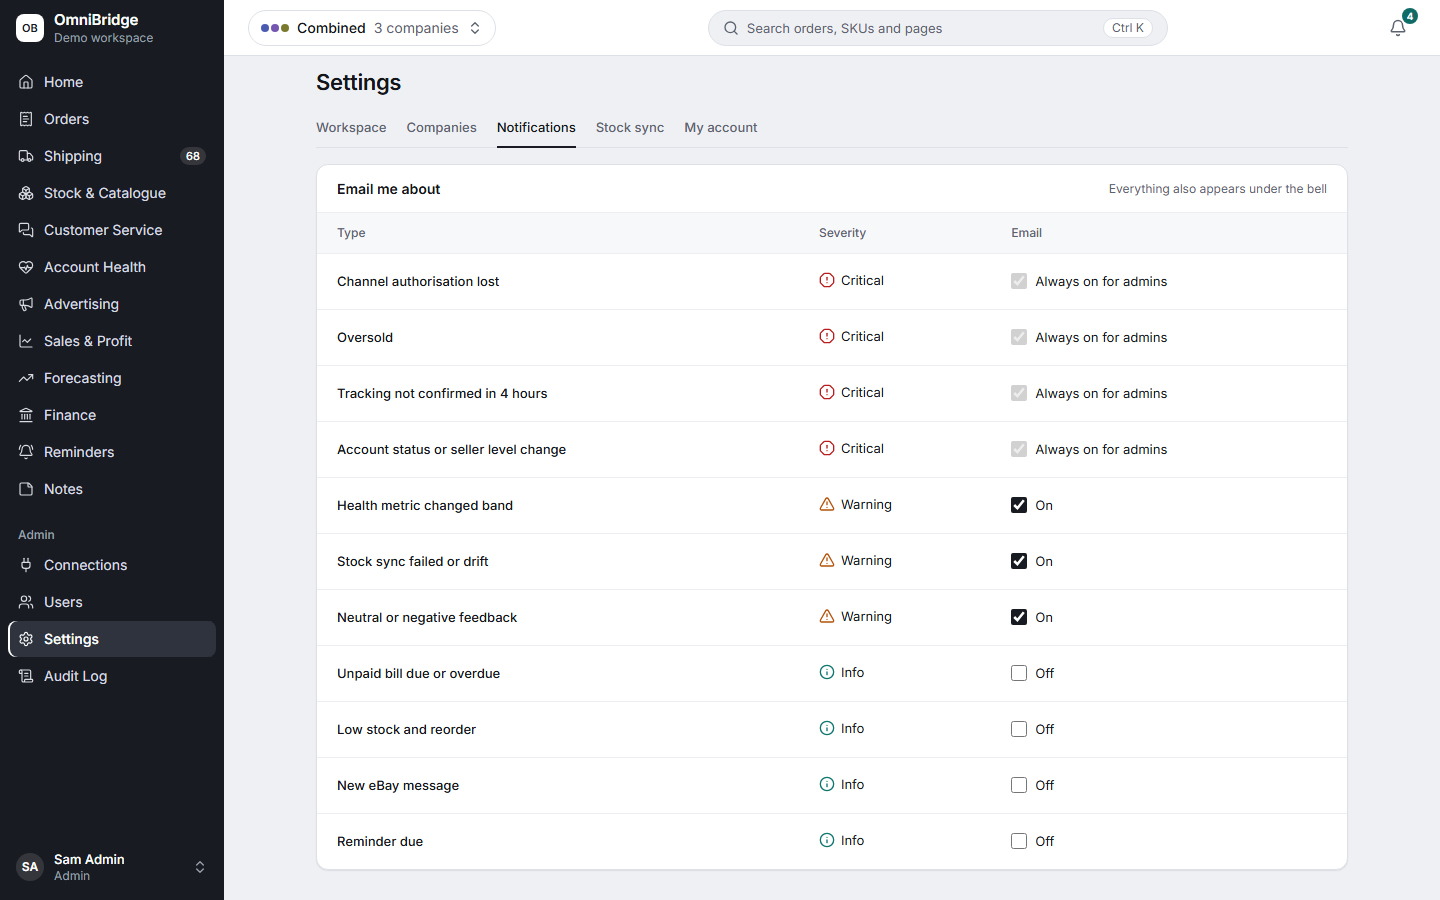 OB
OmniBridge
Demo workspace
Home
Orders
Shipping 68
Stock & Catalogue
Customer Service
Account Health
Advertising
Sales & Profit
Forecasting
Finance
Reminders
Notes
Admin
Connections
Users
Settings
Audit Log
SA
Sam Admin
Admin
Combined 3 companies
Search orders, SKUs and pages Ctrl K
4
Settings
Workspace Companies Notifications Stock sync My account
Email me about Everything also appears under the bell
Type Severity Email
Channel authorisation lost Critical Always on for admins
Oversold Critical Always on for admins
Tracking not confirmed in 4 hours Critical Always on for admins
Account status or seller level change Critical Always on for admins
Health metric changed band Warning On
Stock sync failed or drift Warning On
Neutral or negative feedback Warning On
Unpaid bill due or overdue Info Off
Low stock and reorder Info Off
New eBay message Info Off
Reminder due Info Off